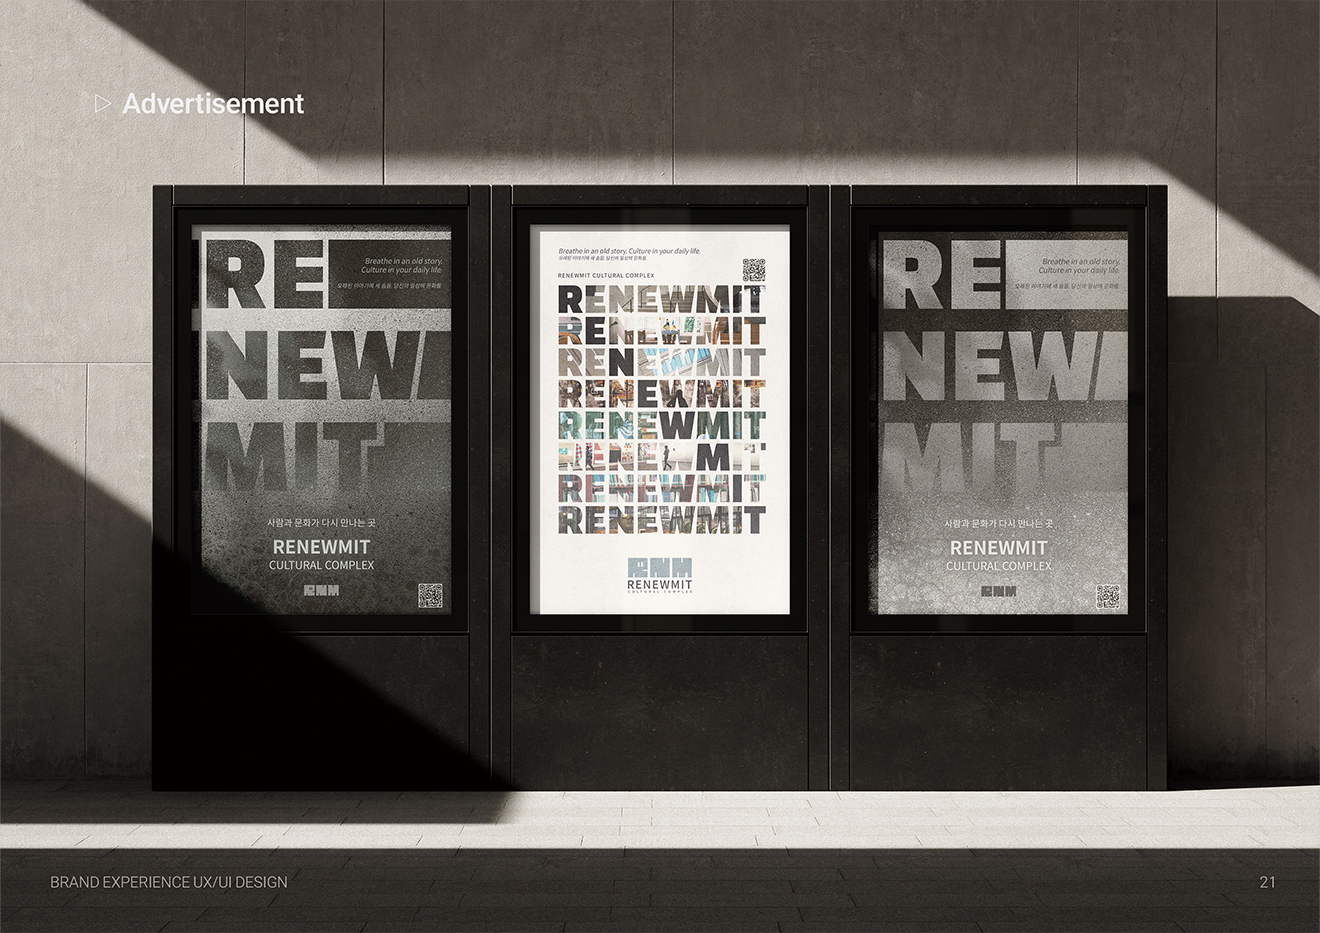 Advertisement
RE
NEW
MIT
Breathe in an old story.
Culture in your daily life.
오래된 이야기에 새 숨을, 당신의 일상에 문화를
사람과 문화가 다시 만나는 곳
RENEWMIT
CULTURAL COMPLEX
RNM
Breathe in an old story. Culture in your daily life.
오래된 이야기에 새 숨을, 당신의 일상에 문화를
RENEWMIT CULTURAL COMPLEX
RENEWMIT
RENEWMIT
RENEWMIT
RENEWMIT
RENEWMIT
RENEWMIT
RENEWMIT
RENEWMIT
RNM
RENEWMIT
CULTURAL COMPLEX
RE
NEW
MIT
Breathe in an old story.
Culture in your daily life.
오래된 이야기에 새 숨을, 당신의 일상에 문화를
사람과 문화가 다시 만나는 곳
RENEWMIT
CULTURAL COMPLEX
RNM
BRAND EXPERIENCE UX/UI DESIGN
21